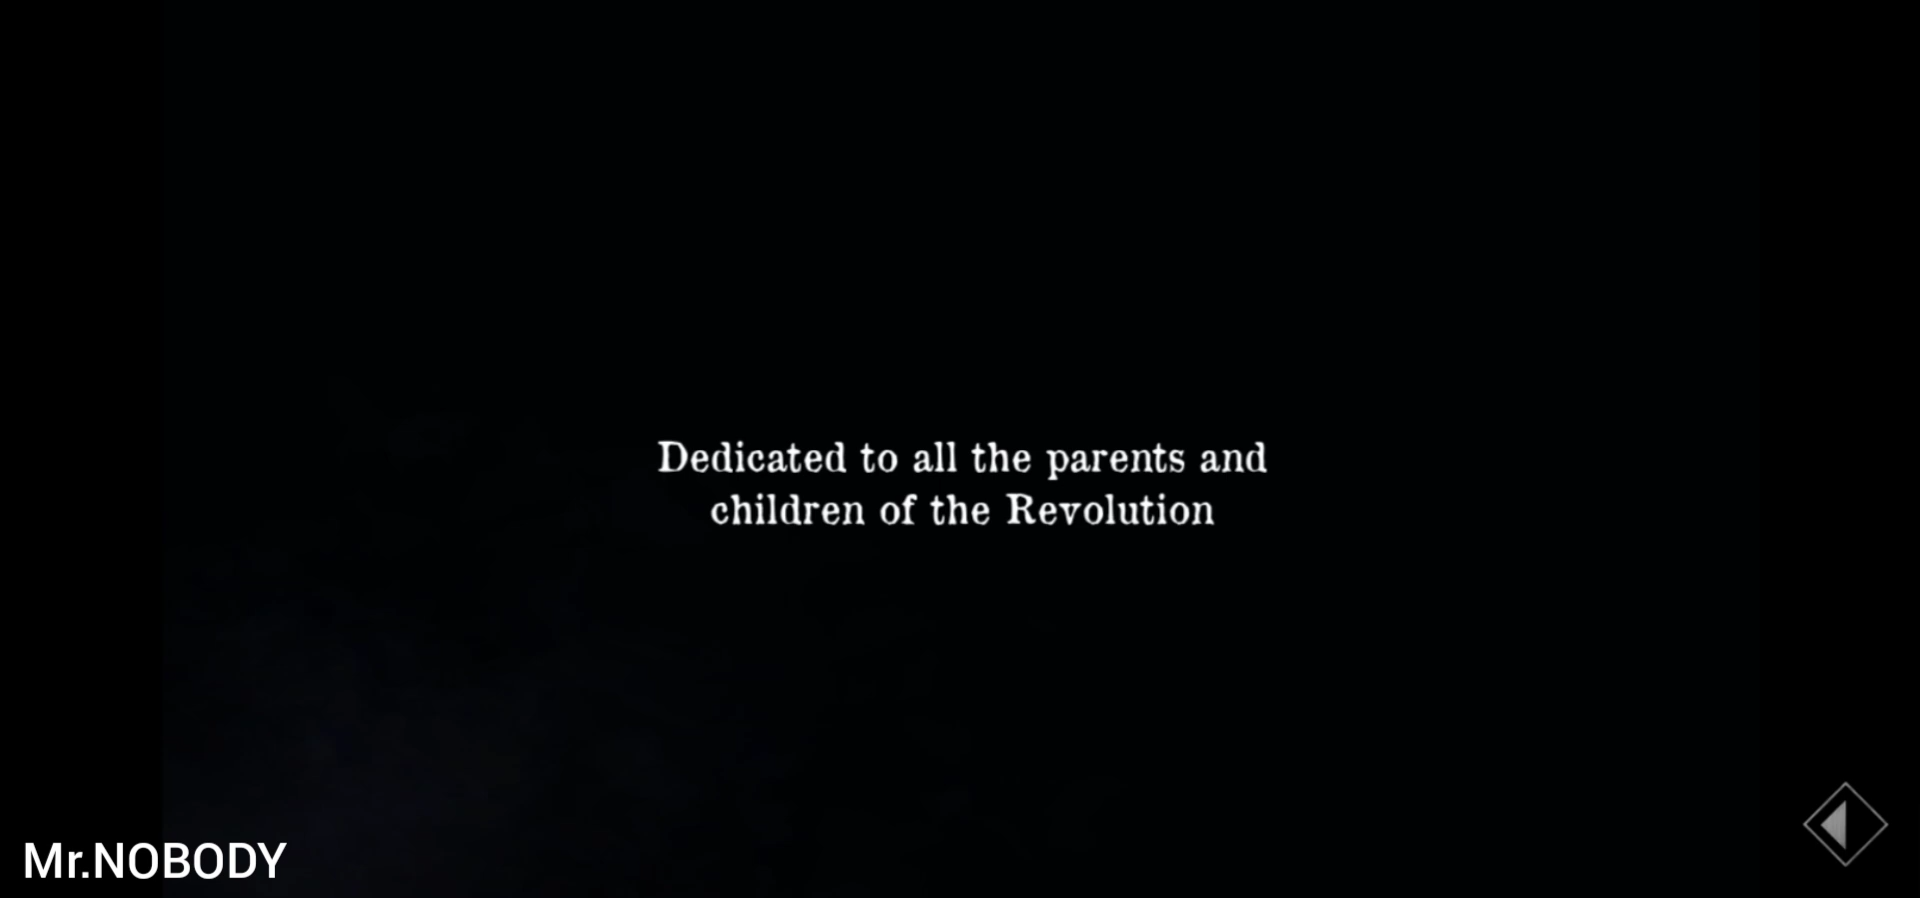 Dedicated to all the parents and
children of the Revolution
Mr.NOBODY